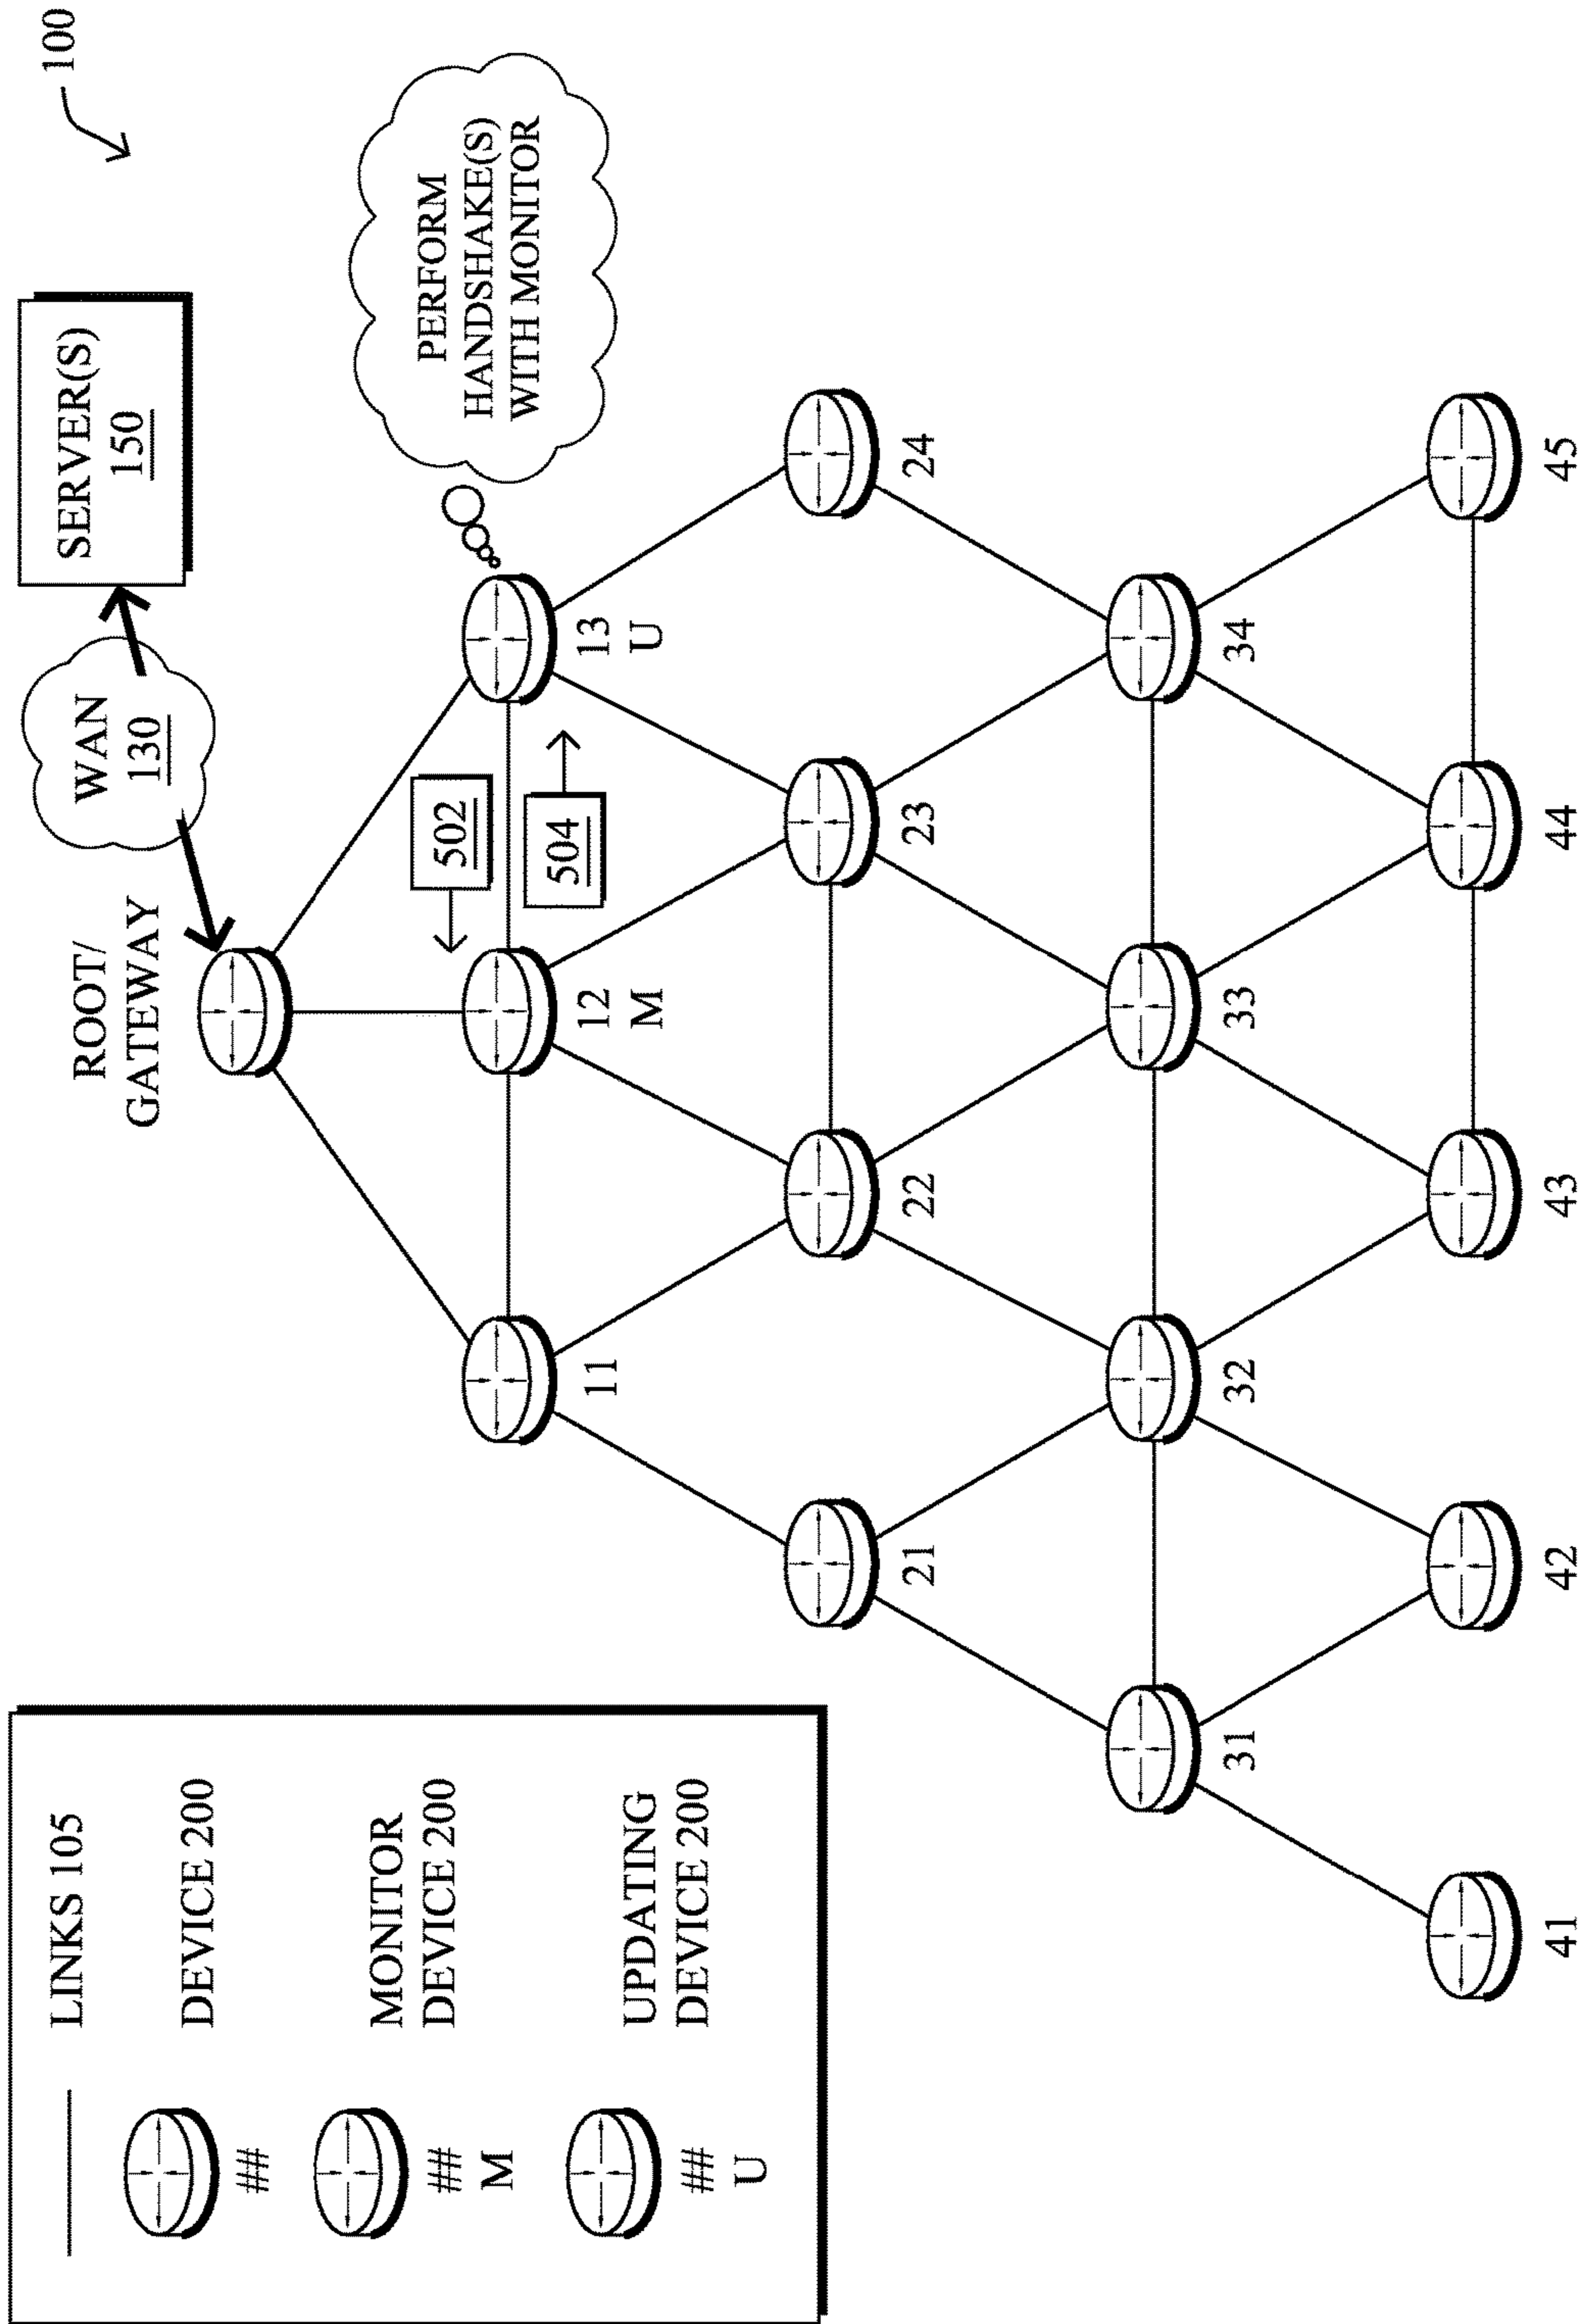 LINKS 105
##
DEVICE 200
##
M
MONITOR
DEVICE 200
##
U
UPDATING
DEVICE 200
100
SERVER(S)
150
WAN
130
ROOT/
GATEWAY
PERFORM
HANDSHAKE(S)
WITH MONITOR
502
504
11
12
M
13
U
21
22
23
24
31
32
33
34
41
42
43
44
45